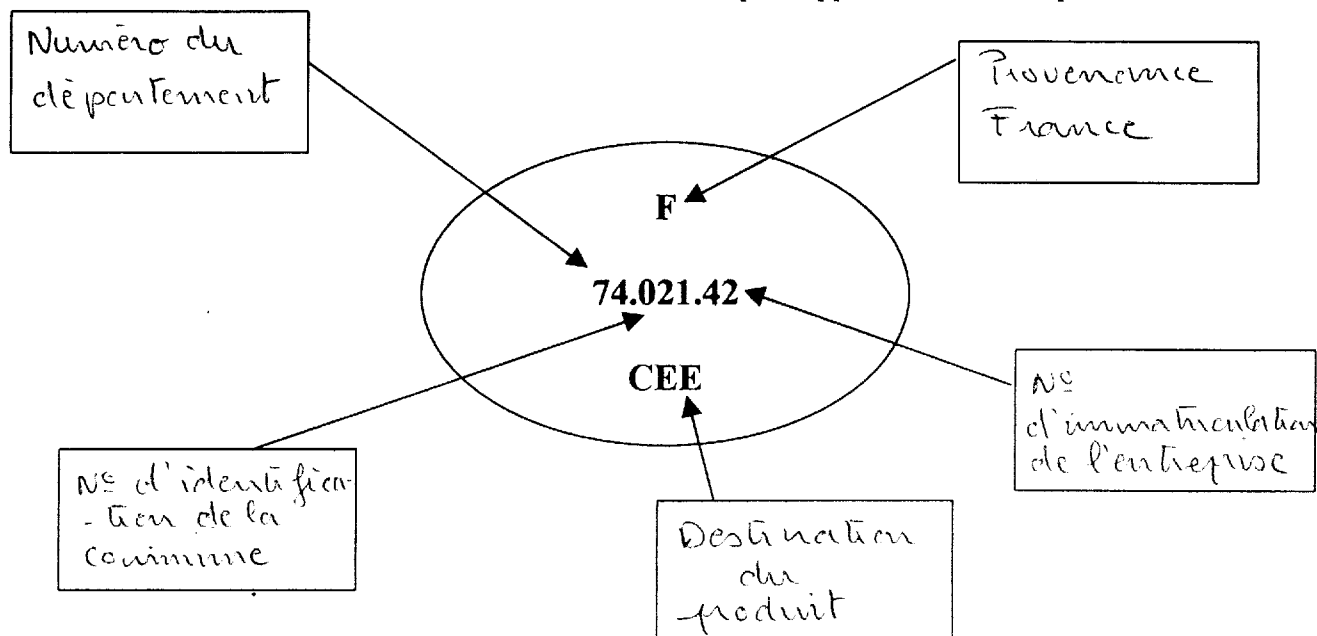 Numéro du
département
Provenance
France
F
74.021.42
CEE
N° d'identifica-
-tion de la
commune
Destination
du
produit
N°
d'immatriculation
de l'entreprise